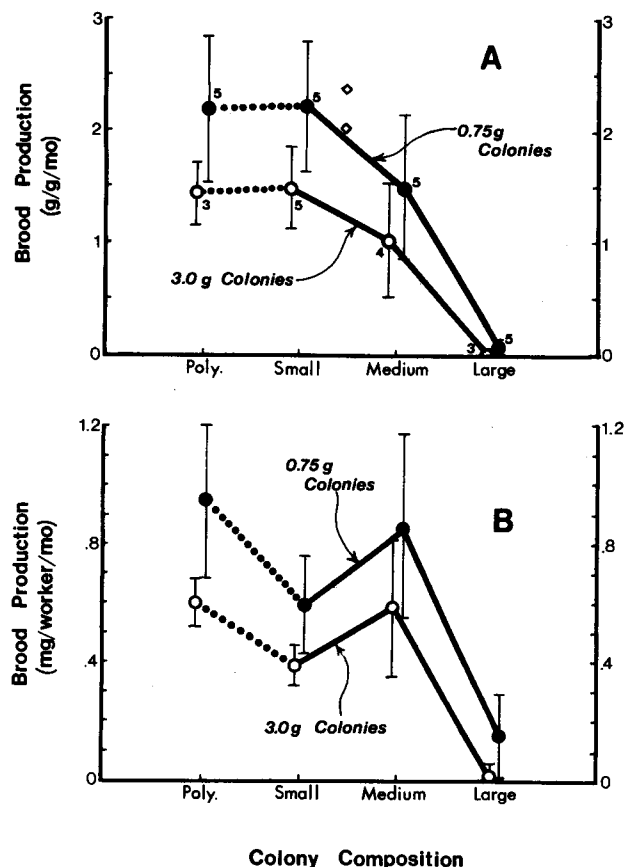 3
3
A
Brood Production
(g/g/mo)
2
2
1
1
0
0
5
5
5
5
3
5
4
3
0.75g
Colonies
3.0 g Colonies
Poly.
Small
Medium
Large
1.2
1.2
B
Brood Production
(mg/worker/mo)
.8
.8
.4
.4
0
0
0.75g
Colonies
3.0g Colonies
Poly.
Small
Medium
Large
Colony Composition